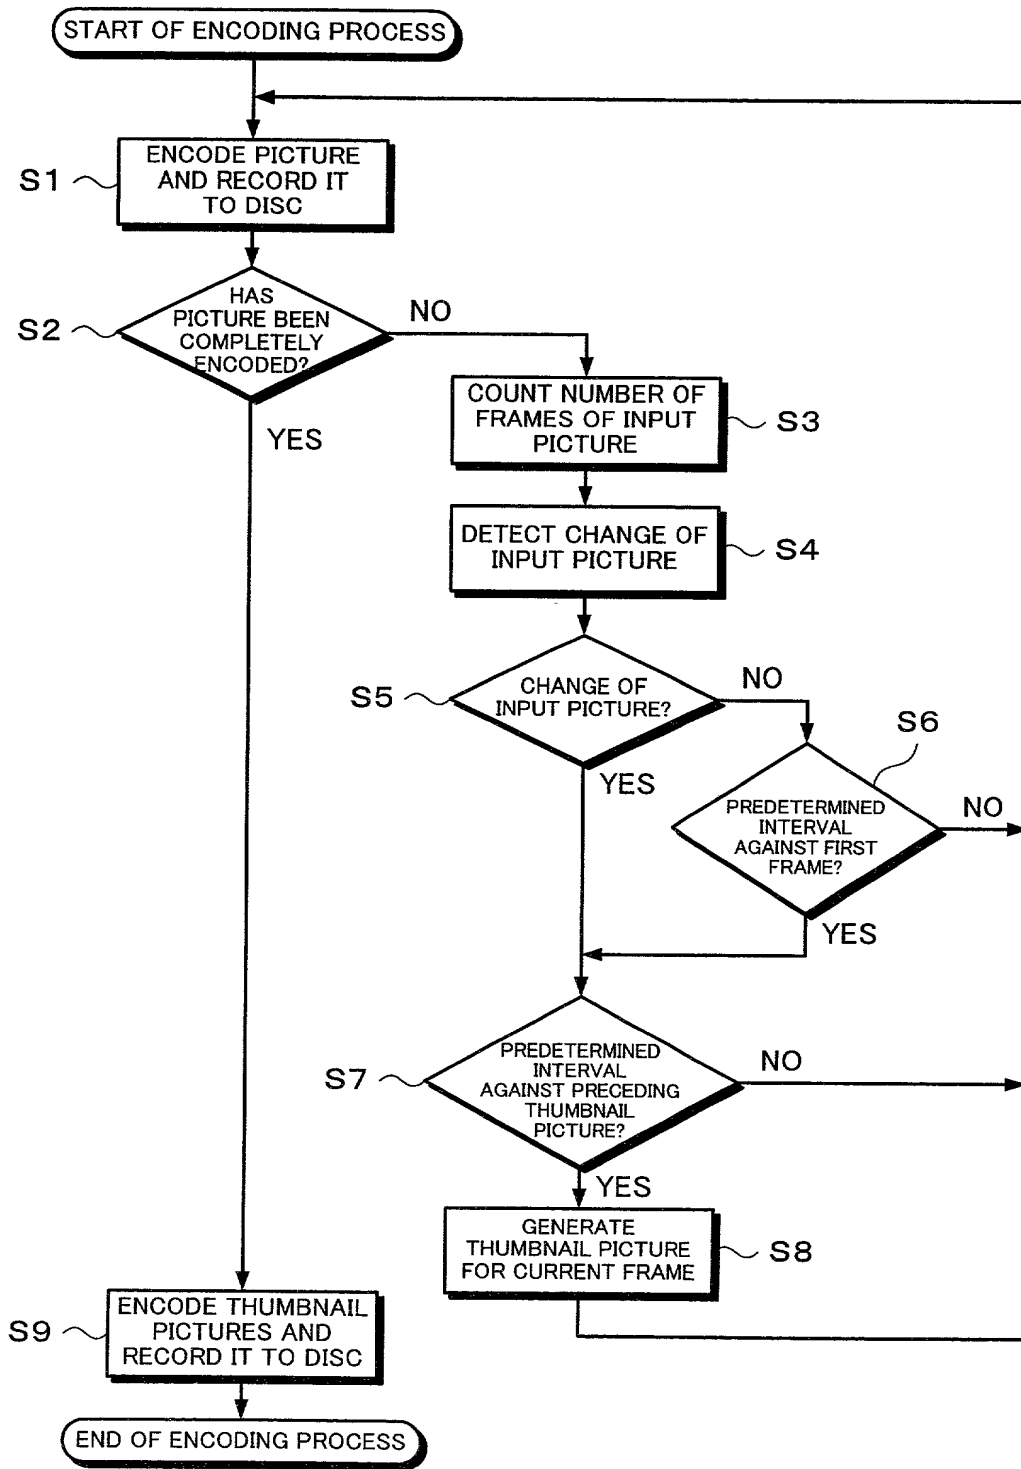 START OF ENCODING PROCESS
S1
ENCODE PICTURE
AND RECORD IT
TO DISC
S2
HAS
PICTURE BEEN
COMPLETELY
ENCODED?
NO
YES
COUNT NUMBER OF
FRAMES OF INPUT
PICTURE
S3
DETECT CHANGE OF
INPUT PICTURE
S4
S5
CHANGE OF
INPUT PICTURE?
NO
YES
S6
PREDETERMINED
INTERVAL
AGAINST FIRST
FRAME?
NO
YES
S7
PREDETERMINED
INTERVAL
AGAINST PRECEDING
THUMBNAIL
PICTURE?
NO
YES
GENERATE
THUMBNAIL PICTURE
FOR CURRENT FRAME
S8
S9
ENCODE THUMBNAIL
PICTURES AND
RECORD IT TO DISC
END OF ENCODING PROCESS